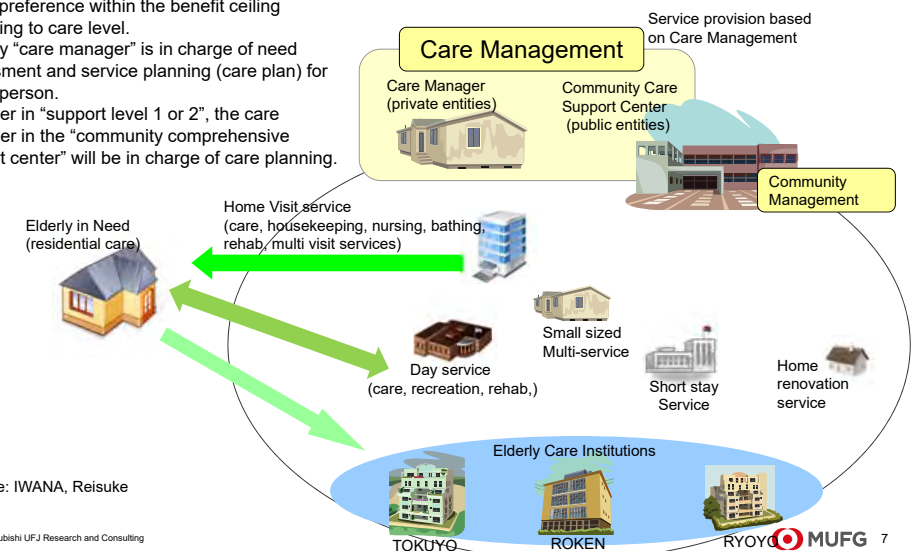 preference within the benefit ceiling
ing to care level.
y “care manager” is in charge of need
sment and service planning (care plan) for
person.
er in “support level 1 or 2”, the care
er in the “community comprehensive
t center” will be in charge of care planning.
Service provision based
on Care Management
Care Management
Care Manager
(private entities)
Community Care
Support Center
(public entities)
Community
Management
Elderly in Need
(residential care)
Home Visit service
(care, housekeeping, nursing, bathing,
rehab, multi visit services)
Small sized
Multi-service
Day service
(care, recreation, rehab,)
Short stay
Service
Home
renovation
service
Elderly Care Institutions
TOKUYO
ROKEN
RYOYO
e: IWANA, Reisuke
ubishi UFJ Research and Consulting
MUFG 7